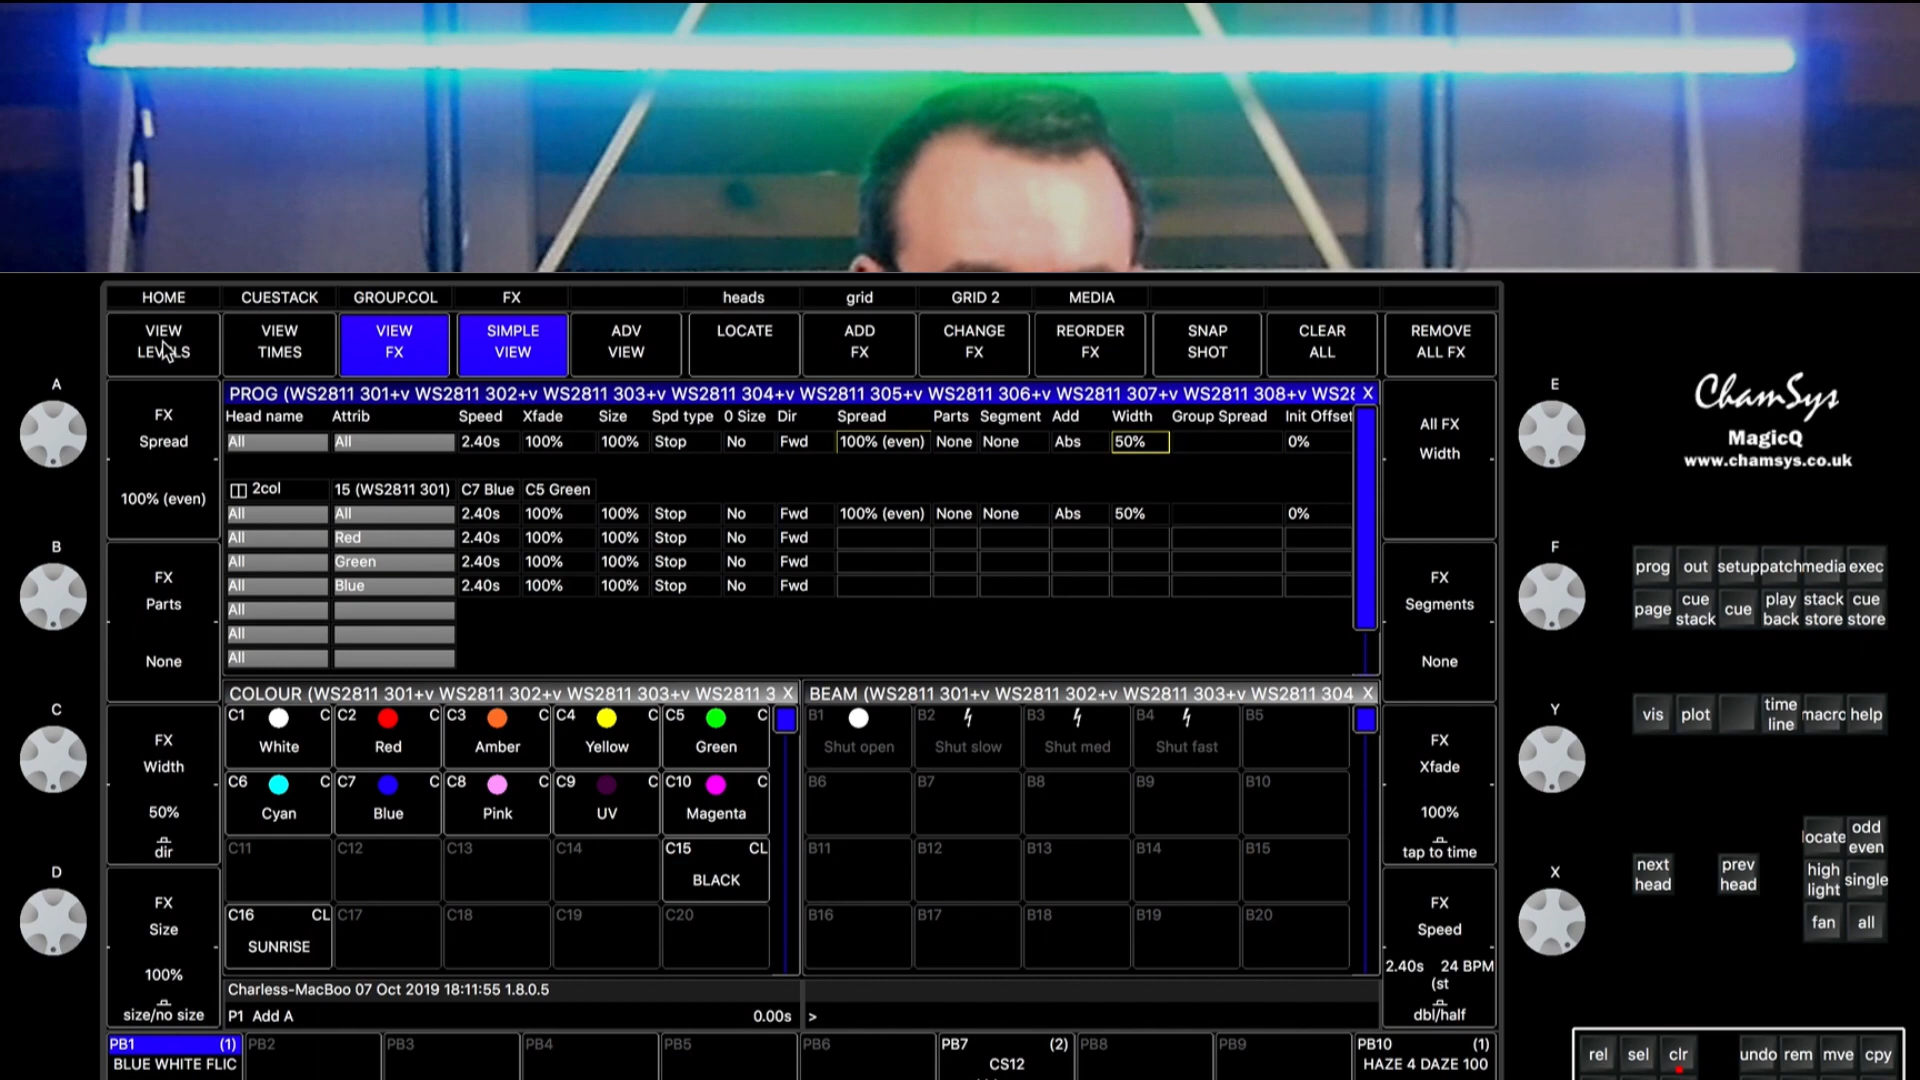 HOME CUESTACK GROUP.COL FX heads grid GRID 2 MEDIA
VIEW LEVELS VIEW TIMES VIEW FX SIMPLE VIEW ADV VIEW LOCATE ADD FX CHANGE FX REORDER FX SNAP SHOT CLEAR ALL REMOVE ALL FX
PROG (WS2811 301+v WS2811 302+v WS2811 303+v WS2811 304+v WS2811 305+v WS2811 306+v WS2811 307+v WS2811 308+v WS28 X
Head name Attrib Speed Xfade Size Spd type 0 Size Dir Spread Parts Segment Add Width Group Spread Init Offset
All All 2.40s 100% 100% Stop No Fwd 100% (even) None None Abs 50% 0%
2col 15 (WS2811 301) C7 Blue C5 Green
All All 2.40s 100% 100% Stop No Fwd 100% (even) None None Abs 50% 0%
All Red 2.40s 100% 100% Stop No Fwd
All Green 2.40s 100% 100% Stop No Fwd
All Blue 2.40s 100% 100% Stop No Fwd
All
All
All
A
FX Spread
100% (even)
B
FX Parts
None
C
FX Width
50%
dir
D
FX Size
100%
size/no size
COLOUR (WS2811 301+v WS2811 302+v WS2811 303+v WS2811 3 X
C1 C C2 C C3 C C4 C C5 C
White Red Amber Yellow Green
C6 C C7 C C8 C C9 C C10 C
Cyan Blue Pink UV Magenta
C11 C12 C13 C14 C15 CL
BLACK
C16 CL C17 C18 C19 C20
SUNRISE
BEAM (WS2811 301+v WS2811 302+v WS2811 303+v WS2811 304 X
B1 B2 B3 B4 B5
Shut open Shut slow Shut med Shut fast
B6 B7 B8 B9 B10
B11 B12 B13 B14 B15
B16 B17 B18 B19 B20
Charless-MacBoo 07 Oct 2019 18:11:55 1.8.0.5
P1 Add A 0.00s >
PB1 (1) PB2 PB3 PB4 PB5 PB6 PB7 (2) PB8 PB9 PB10 (1)
BLUE WHITE FLIC CS12 HAZE 4 DAZE 100
E
All FX
Width
F
FX Segments
None
Y
FX Xfade
100%
tap to time
X
FX Speed
2.40s 24 BPM
(st
dbl/half
ChamSys
MagicQ
www.chamsys.co.uk
prog out setup patch media exec
page cue stack cue play back stack store cue store
vis plot time line macro help
next head prev head
locate odd even
high light single
fan all
rel sel clr undo rem mve cpy